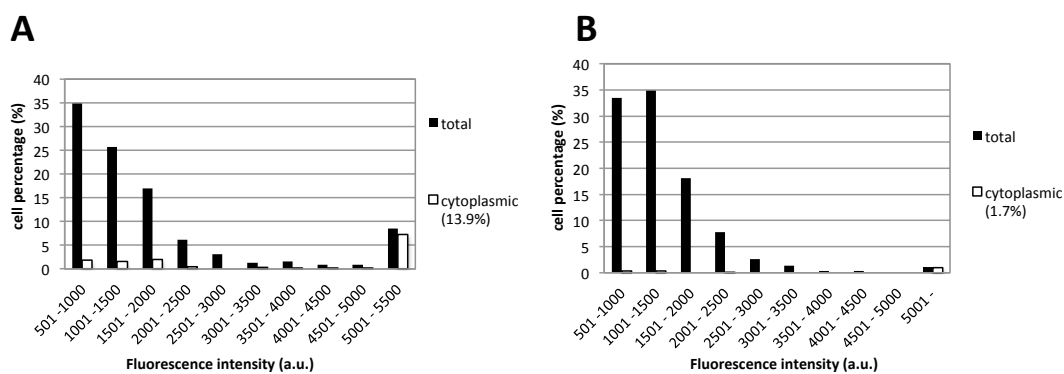 A
40
35
30
25
20
15
10
5
0
cell percentage (%)
501 -1000
1001 -1500
1501 - 2000
2001 - 2500
2501 - 3000
3001 - 3500
3501 - 4000
4001 - 4500
4501 - 5000
5001 - 5500
Fluorescence intensity (a.u.)
total
cytoplasmic
(13.9%)
B
40
35
30
25
20
15
10
5
0
cell percentage (%)
501 -1000
1001 -1500
1501 - 2000
2001 - 2500
2501 - 3000
3001 - 3500
3501 - 4000
4001 - 4500
4501 - 5000
5001 -
Fluorescence intensity (a.u.)
total
cytoplasmic
(1.7%)